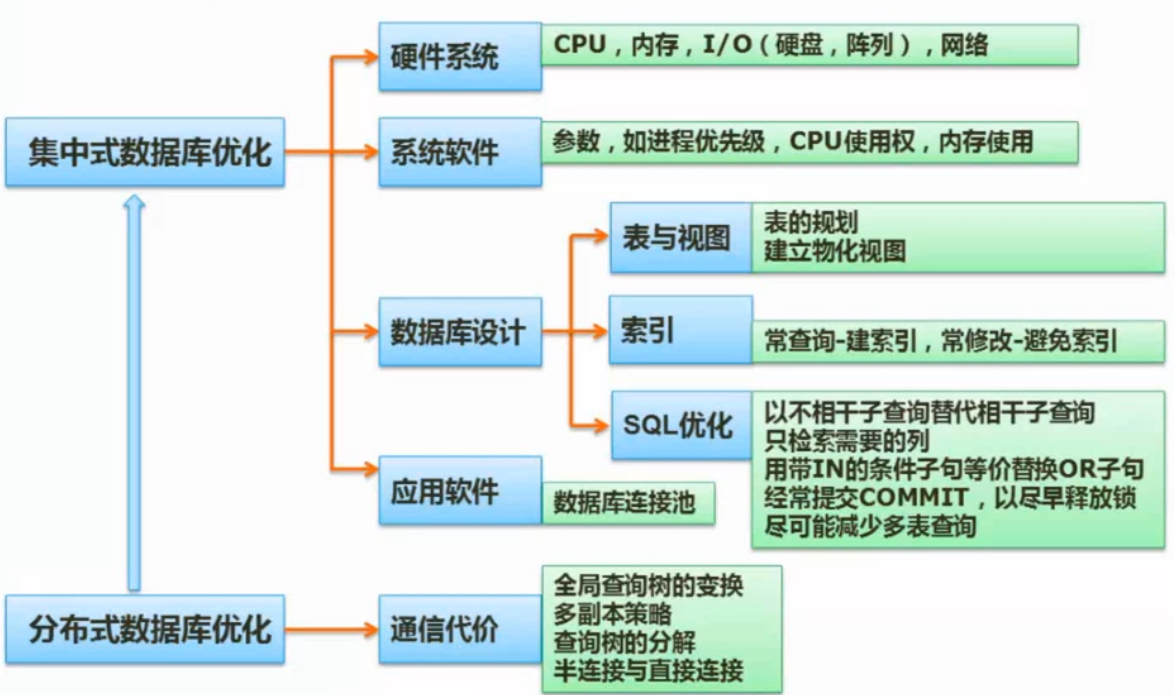 硬件系统
CPU，内存，I/O（硬盘，阵列），网络
集中式数据库优化
系统软件
参数，如进程优先级，CPU使用权，内存使用
表与视图
表的规划
建立物化视图
数据库设计
索引
常查询-建索引，常修改-避免索引
SQL优化
以不相干子查询替代相干子查询
只检索需要的列
用带IN的条件子句等价替换OR子句
经常提交COMMIT，以尽早释放锁
尽可能减少多表查询
应用软件
数据库连接池
分布式数据库优化
通信代价
全局查询树的变换
多副本策略
查询树的分解
半连接与直接连接